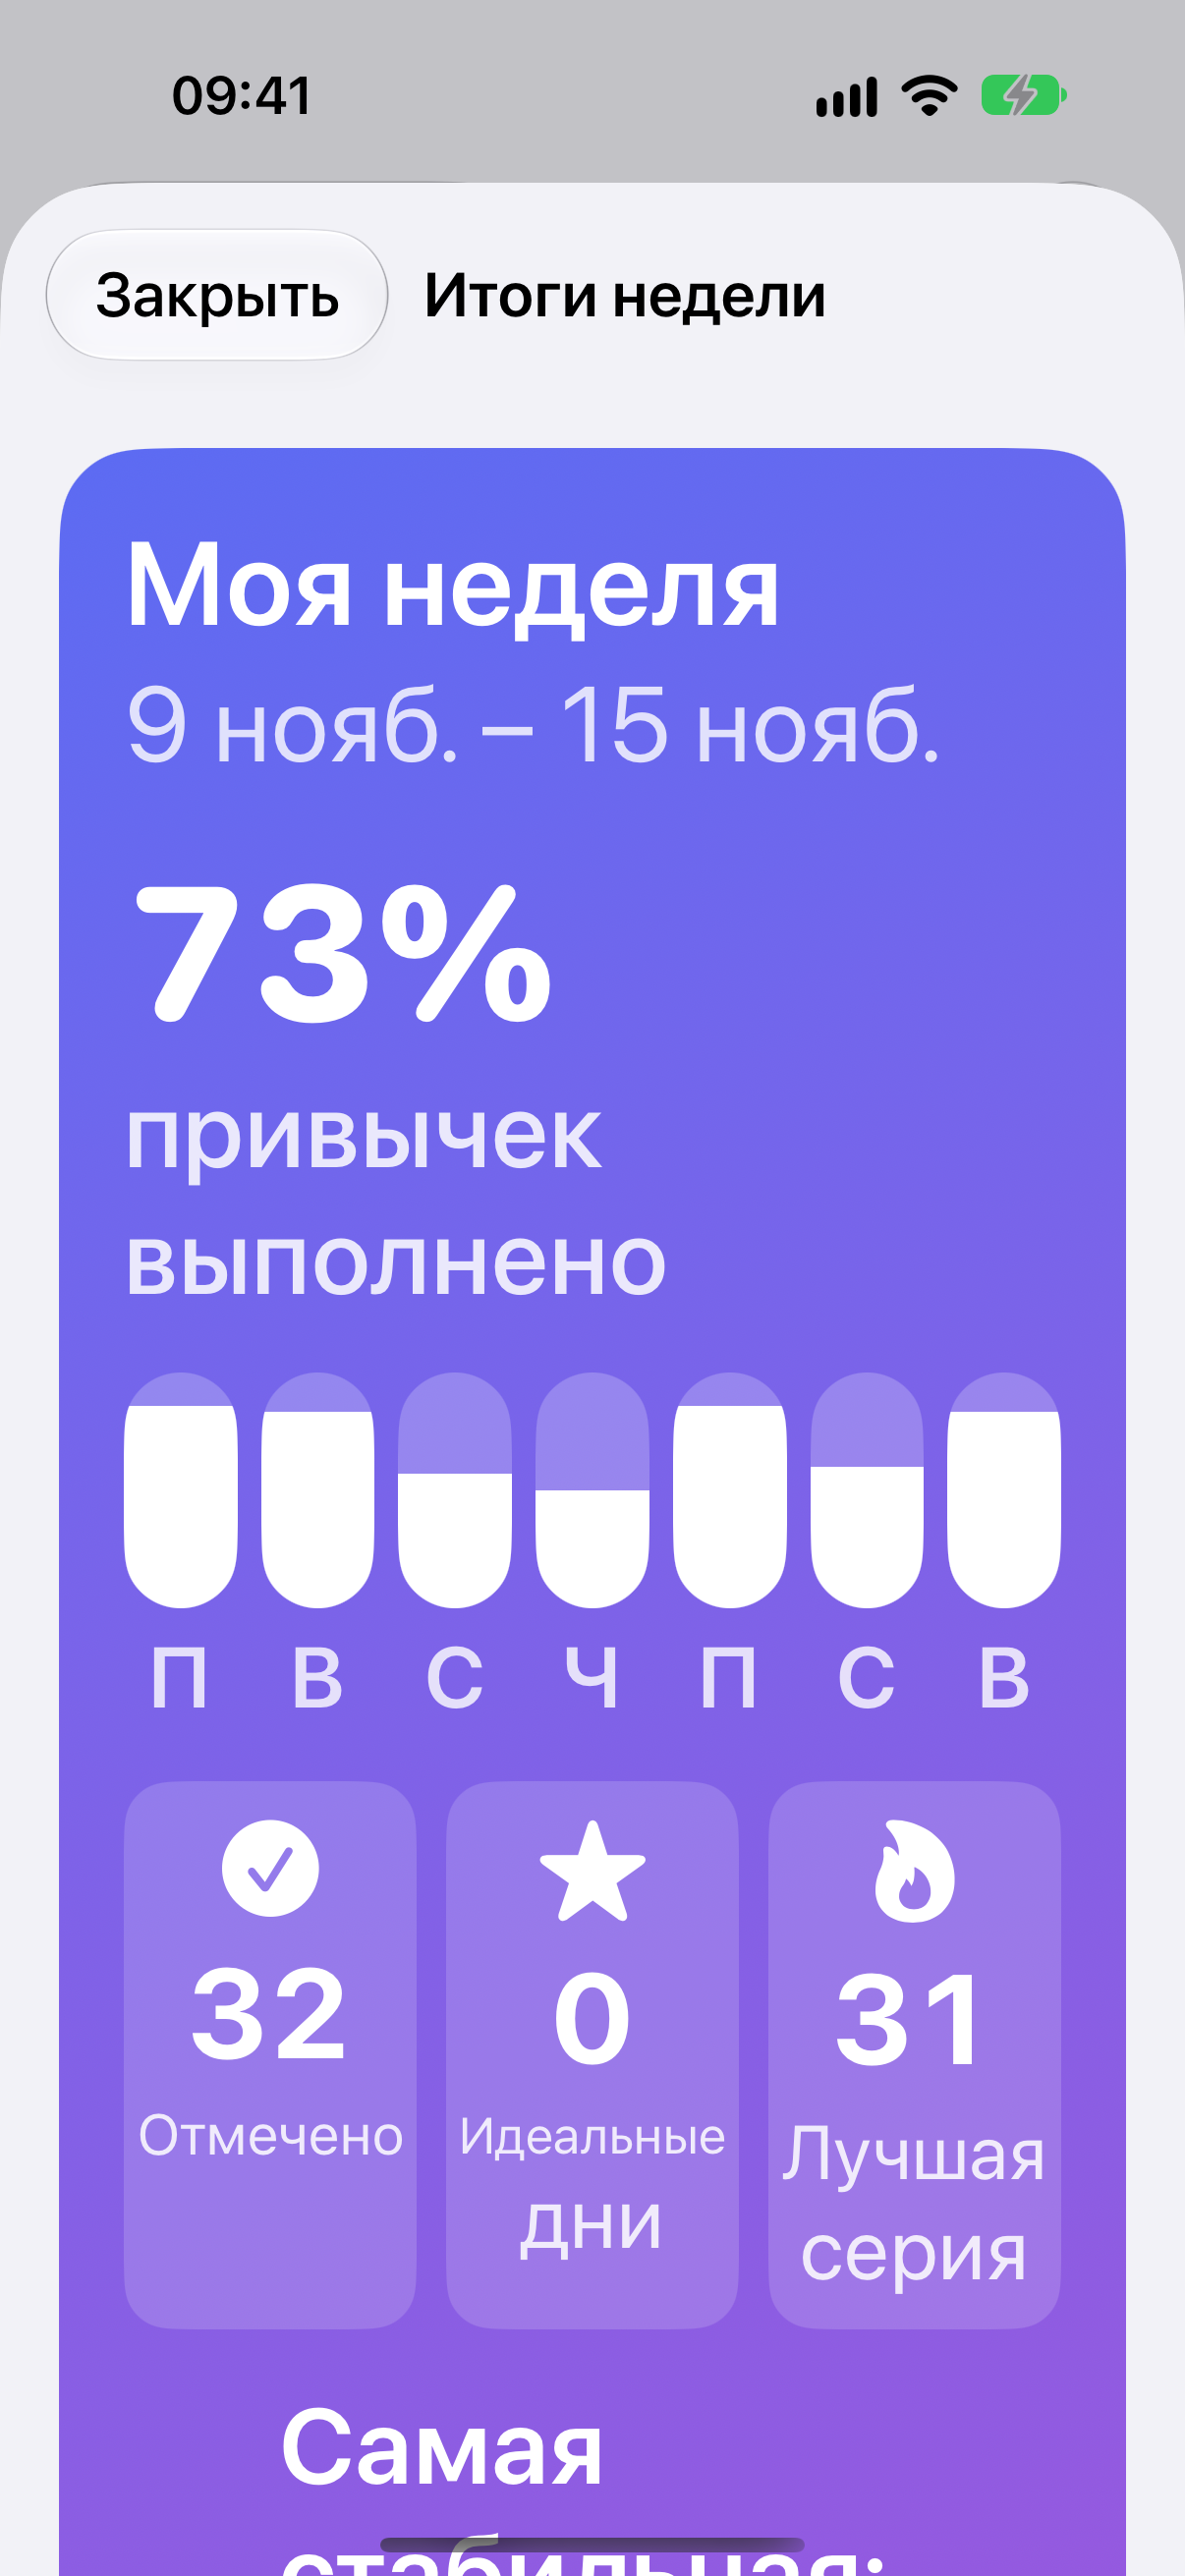 09:41
Закрыть
Итоги недели
Моя неделя
9 нояб. – 15 нояб.
73%
привычек
выполнено
П В С Ч П С В
32
Отмечено
0
Идеальные
дни
31
Лучшая
серия
Самая
стабильная: